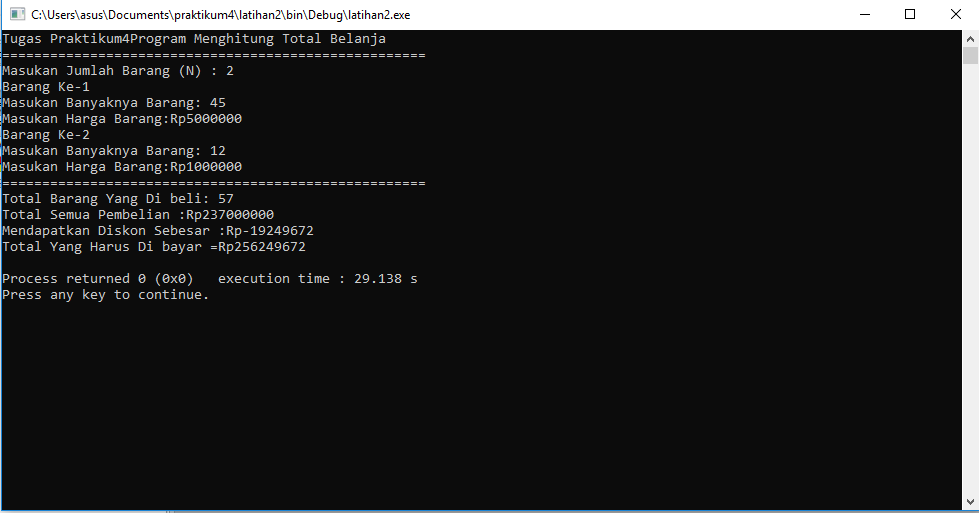 C:\Users\asus\Documents\praktikum4\latihan2\bin\Debug\latihan2.exe
Tugas Praktikum4Program Menghitung Total Belanja
=====================================================
Masukan Jumlah Barang (N) : 2
Barang Ke-1
Masukan Banyaknya Barang: 45
Masukan Harga Barang:Rp5000000
Barang Ke-2
Masukan Banyaknya Barang: 12
Masukan Harga Barang:Rp1000000
=====================================================
Total Barang Yang Di beli: 57
Total Semua Pembelian :Rp237000000
Mendapatkan Diskon Sebesar :Rp-19249672
Total Yang Harus Di bayar =Rp256249672
Process returned 0 (0x0)   execution time : 29.138 s
Press any key to continue.